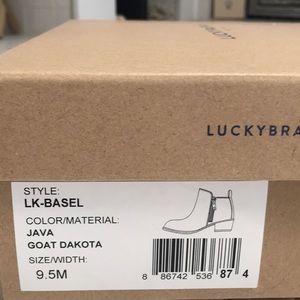 LUCKYBRA
STYLE:
LK-BASEL
COLOR/MATERIAL:
JAVA
GOAT DAKOTA
SIZE/WIDTH:
9.5M
8 86742 536 87 4